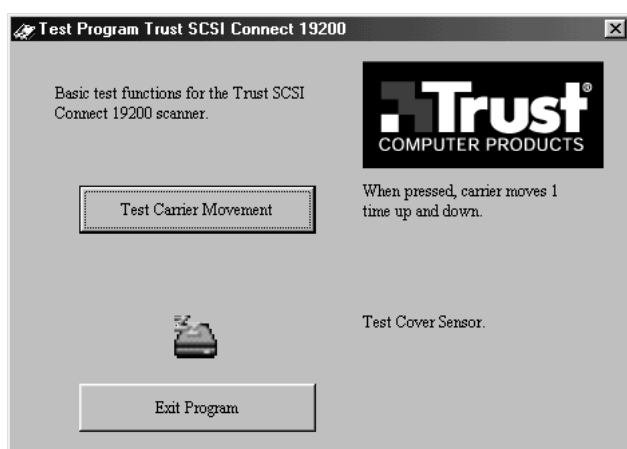 Test Program Trust SCSI Connect 19200
Basic test functions for the Trust SCSI
Connect 19200 scanner.
Trust®
COMPUTER PRODUCTS
Test Carrier Movement
When pressed, carrier moves 1
time up and down.
Test Cover Sensor.
Exit Program